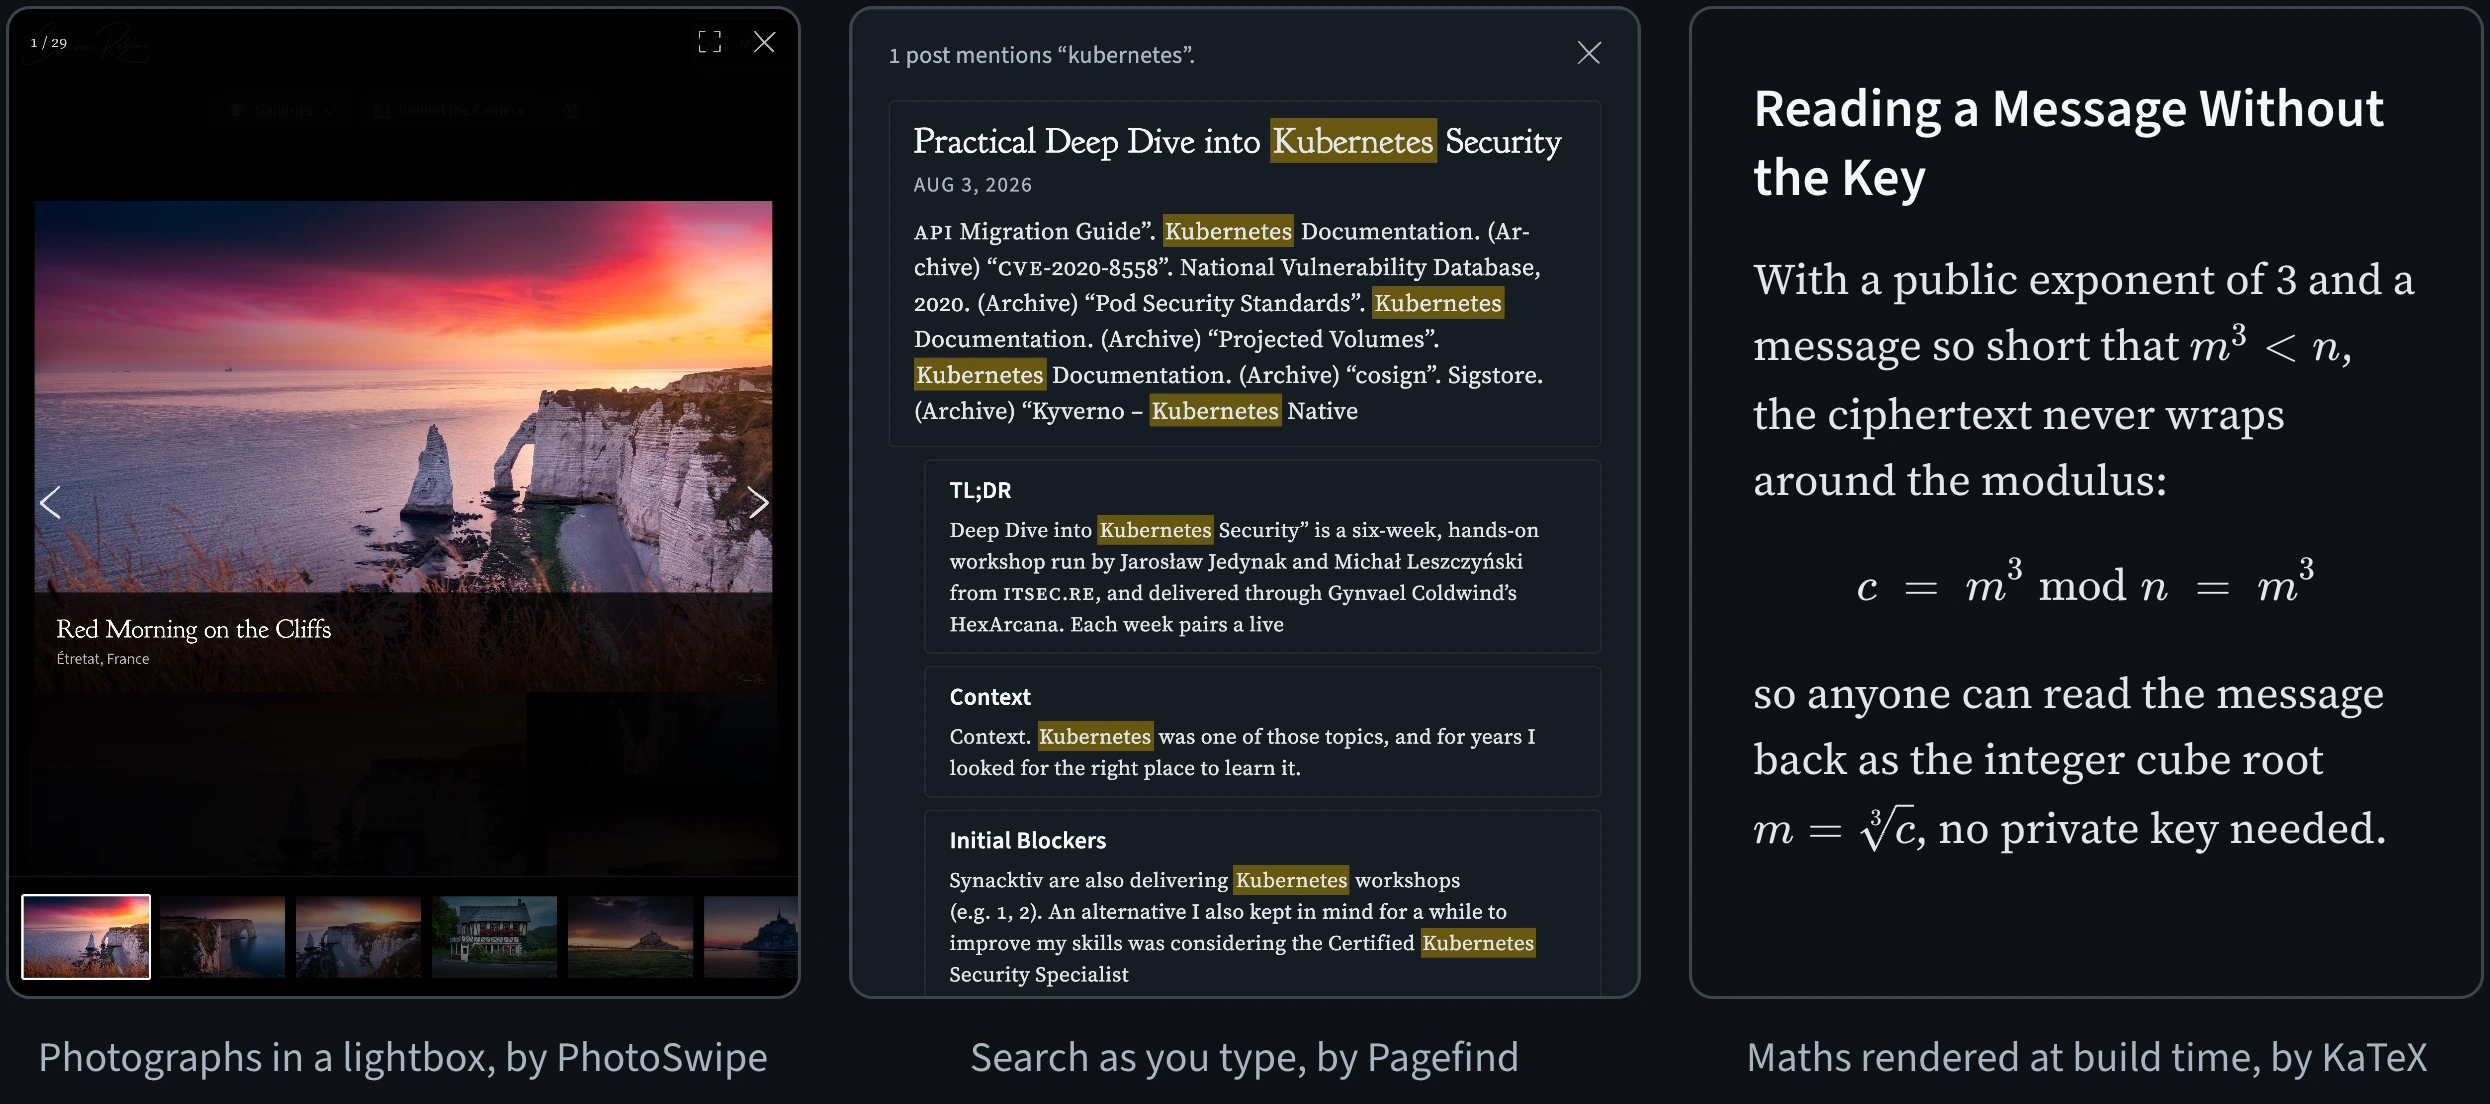 1 / 29
Galleries
Behind the Camera
Red Morning on the Cliffs
Étretat, France
Photographs in a lightbox, by PhotoSwipe
1 post mentions “kubernetes”.
Practical Deep Dive into Kubernetes Security
AUG 3, 2026
API Migration Guide”. Kubernetes Documentation. (Ar-
chive) “CVE-2020-8558”. National Vulnerability Database,
2020. (Archive) “Pod Security Standards”. Kubernetes
Documentation. (Archive) “Projected Volumes”.
Kubernetes Documentation. (Archive) “cosign”. Sigstore.
(Archive) “Kyverno – Kubernetes Native
TL;DR
Deep Dive into Kubernetes Security” is a six-week, hands-on
workshop run by Jarosław Jedynak and Michał Leszczyński
from ITSEC.RE, and delivered through Gynvael Coldwind’s
HexArcana. Each week pairs a live
Context
Context. Kubernetes was one of those topics, and for years I
looked for the right place to learn it.
Initial Blockers
Synacktiv are also delivering Kubernetes workshops
(e.g. 1, 2). An alternative I also kept in mind for a while to
improve my skills was considering the Certified Kubernetes
Security Specialist
Search as you type, by Pagefind
Reading a Message Without
the Key
With a public exponent of 3 and a
message so short that m³ < n,
the ciphertext never wraps
around the modulus:
c = m³ mod n = m³
so anyone can read the message
back as the integer cube root
m = ∛c, no private key needed.
Maths rendered at build time, by KaTeX